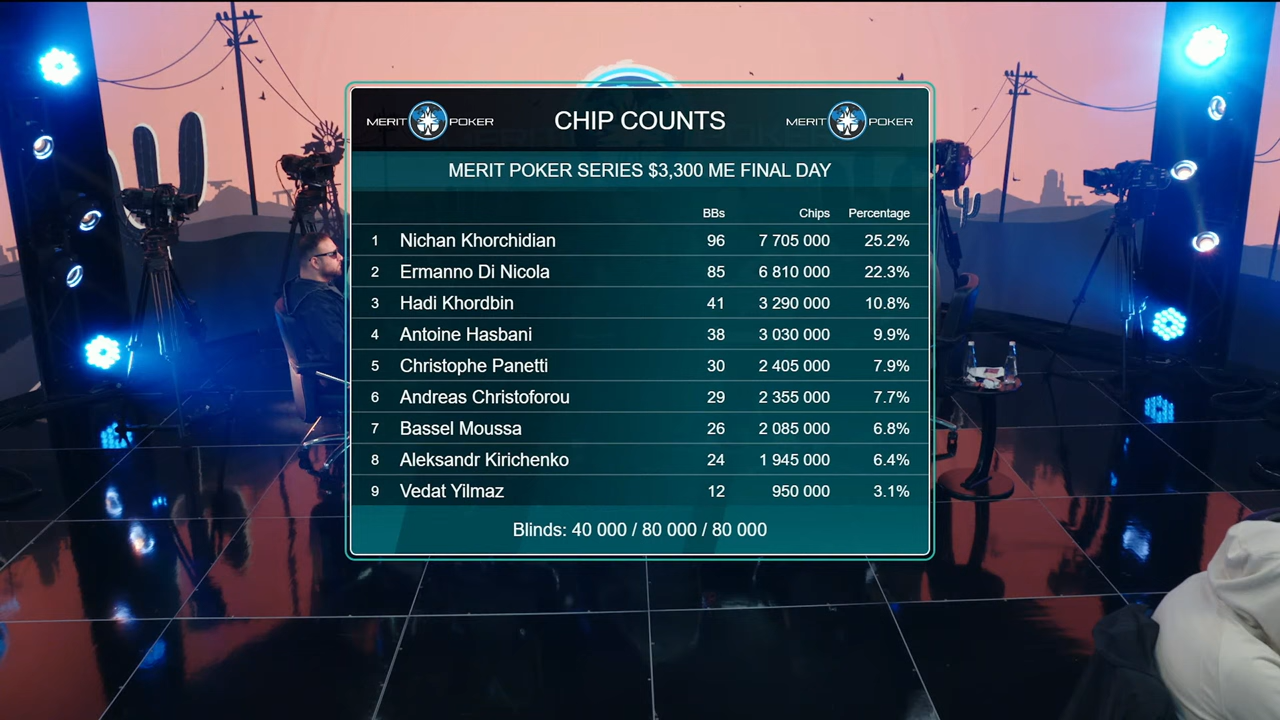 MERIT POKER CHIP COUNTS MERIT POKER
MERIT POKER SERIES $3,300 ME FINAL DAY
BBs Chips Percentage
1 Nichan Khorchidian 96 7 705 000 25.2%
2 Ermanno Di Nicola 85 6 810 000 22.3%
3 Hadi Khordbin 41 3 290 000 10.8%
4 Antoine Hasbani 38 3 030 000 9.9%
5 Christophe Panetti 30 2 405 000 7.9%
6 Andreas Christoforou 29 2 355 000 7.7%
7 Bassel Moussa 26 2 085 000 6.8%
8 Aleksandr Kirichenko 24 1 945 000 6.4%
9 Vedat Yilmaz 12 950 000 3.1%
Blinds: 40 000 / 80 000 / 80 000